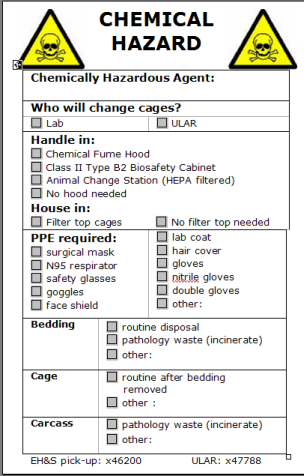 CHEMICAL
HAZARD
Chemically Hazardous Agent:
Who will change cages?
Lab ULAR
Handle in:
Chemical Fume Hood
Class II Type B2 Biosafety Cabinet
Animal Change Station (HEPA filtered)
No hood needed
House in:
Filter top cages No filter top needed
PPE required:
surgical mask
N95 respirator
safety glasses
goggles
face shield
lab coat
hair cover
gloves
nitrile gloves
double gloves
other:
Bedding
routine disposal
pathology waste (incinerate)
other:
Cage
routine after bedding
removed
other :
Carcass
pathology waste (incinerate)
other:
EH&S pick-up: x46200 ULAR: x47788